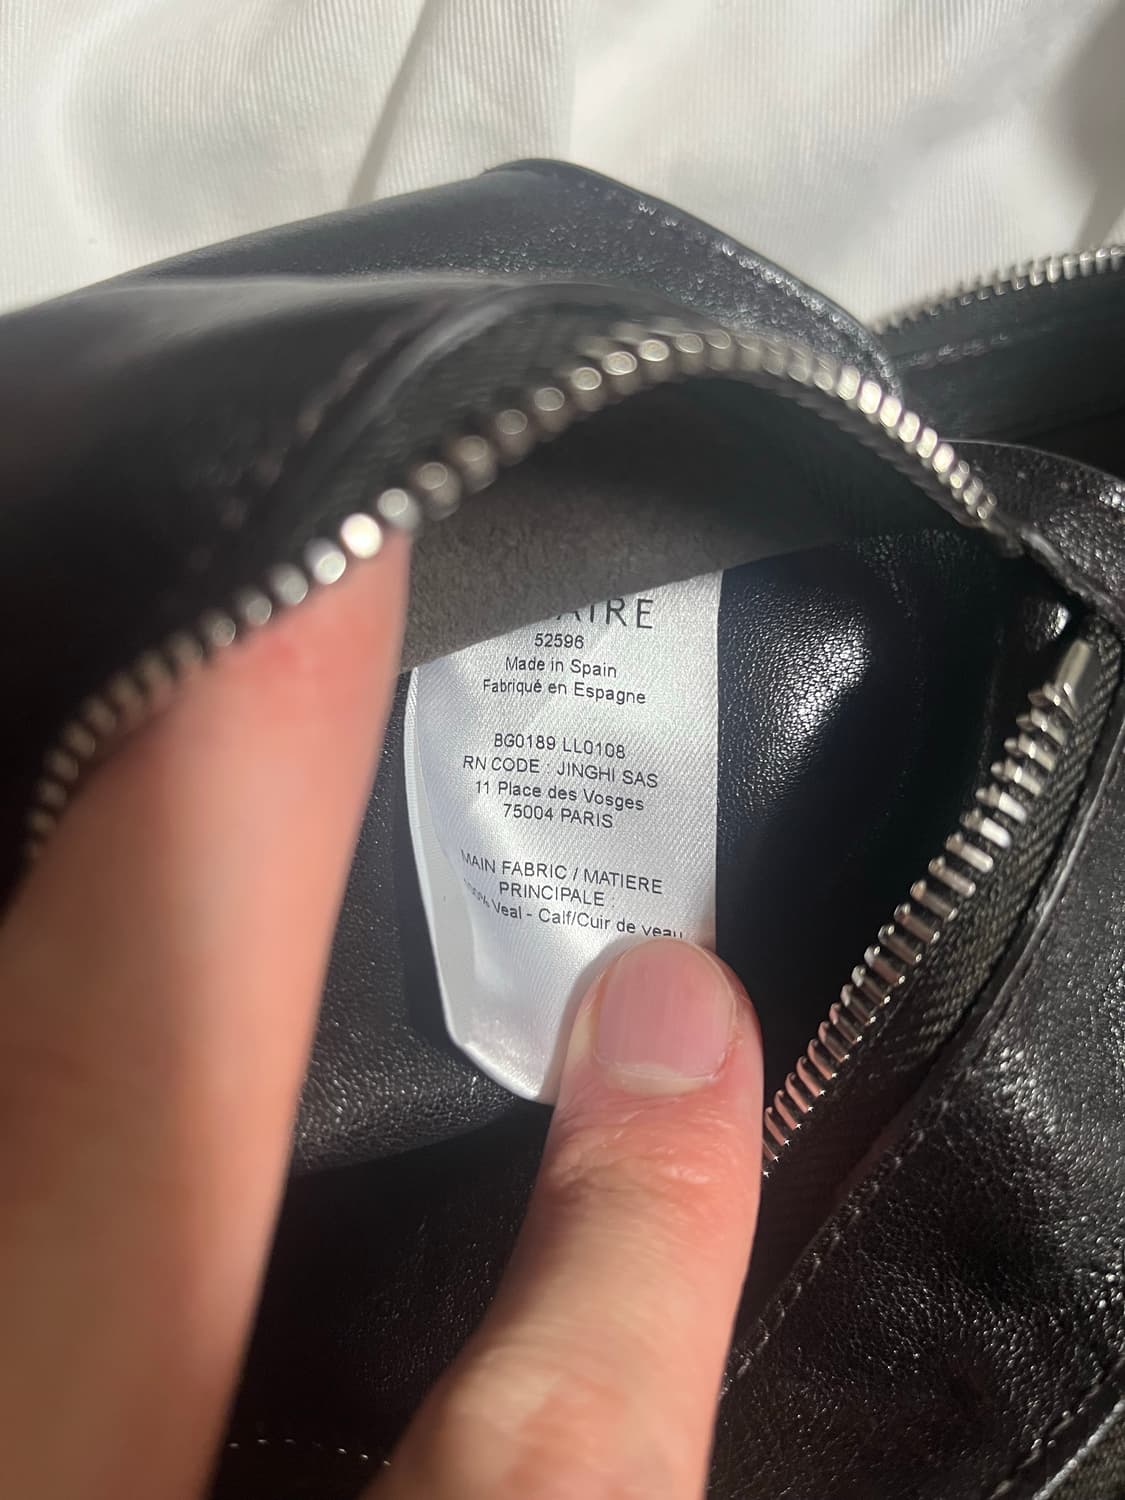 AIRE
52596
Made in Spain
Fabriqué en Espagne
BG0189 LL0108
RN CODE : JINGHI SAS
11 Place des Vosges
75004 PARIS
MAIN FABRIC / MATIERE
PRINCIPALE :
100% Veal - Calf/Cuir de veau